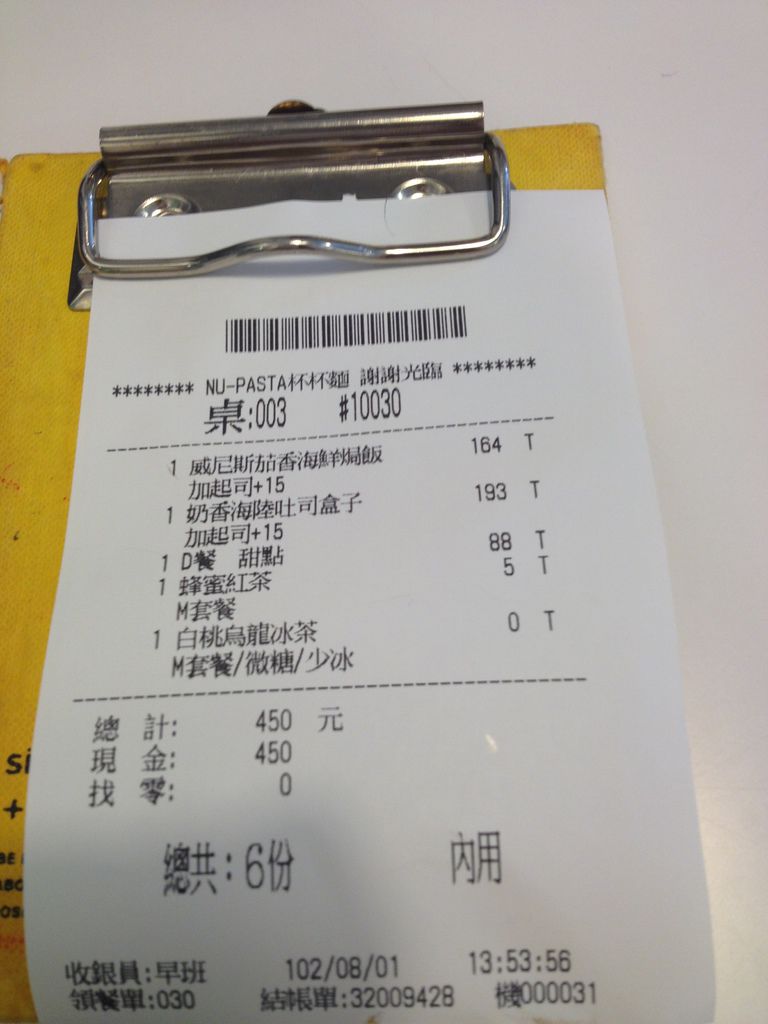 ******** NU-PASTA杯杯麵 謝謝光臨 ********
桌:003 #10030
1 威尼斯茄香海鮮焗飯 164 T
加起司+15
1 奶香海陸吐司盒子 193 T
加起司+15
1 D餐 甜點 88 T
1 蜂蜜紅茶 5 T
M套餐
1 白桃烏龍冰茶 0 T
M套餐/微糖/少冰
總 計: 450 元
現 金: 450
找 零: 0
總共:6份 內用
收銀員:早班 102/08/01 13:53:56
領餐單:030 結帳單:32009428 機000031
si
+
BE
ABO